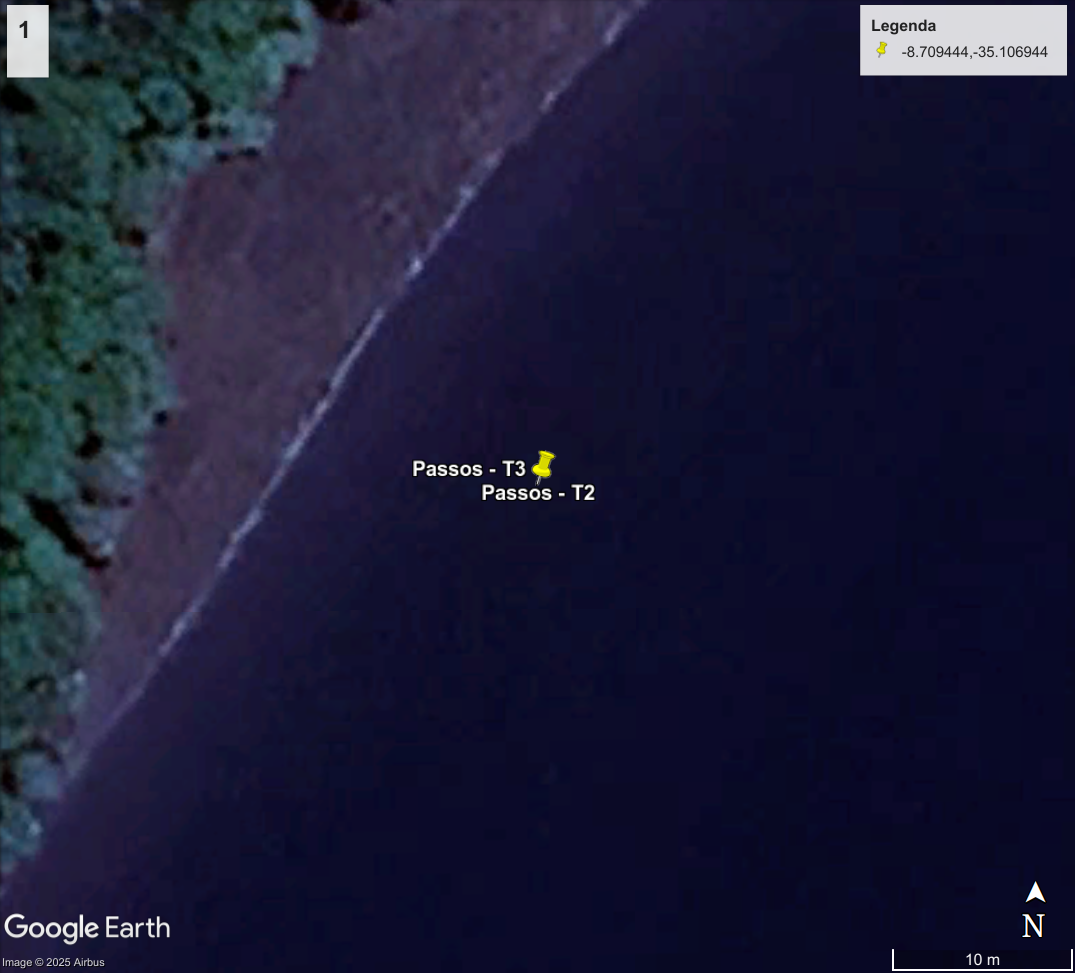 1
Legenda
-8.709444,-35.106944
Passos - T3
Passos - T2
N
Google Earth
Image © 2025 Airbus
10 m